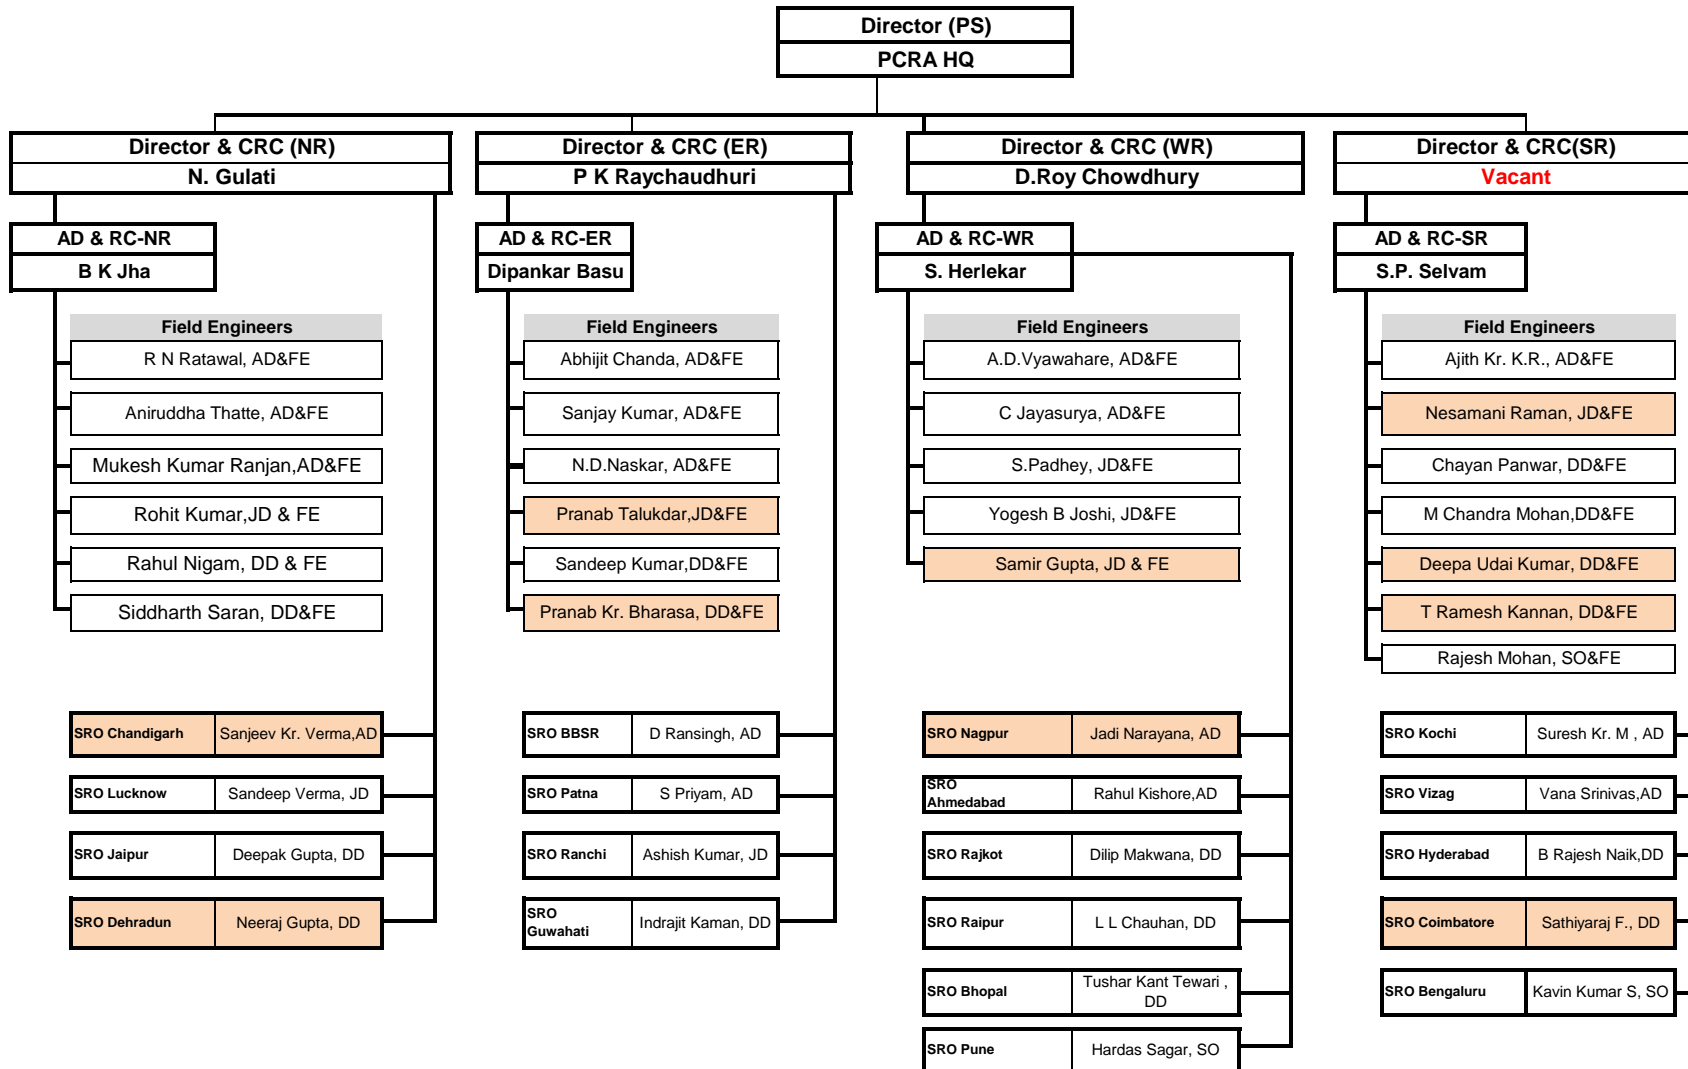 Director (PS)
PCRA HQ
Director & CRC (NR)
N. Gulati
Director & CRC (ER)
P K Raychaudhuri
Director & CRC (WR)
D.Roy Chowdhury
Director & CRC(SR)
Vacant
AD & RC-NR
B K Jha
AD & RC-ER
Dipankar Basu
AD & RC-WR
S. Herlekar
AD & RC-SR
S.P. Selvam
Field Engineers
R N Ratawal, AD&FE
Aniruddha Thatte, AD&FE
Mukesh Kumar Ranjan,AD&FE
Rohit Kumar,JD & FE
Rahul Nigam, DD & FE
Siddharth Saran, DD&FE
Field Engineers
Abhijit Chanda, AD&FE
Sanjay Kumar, AD&FE
N.D.Naskar, AD&FE
Pranab Talukdar,JD&FE
Sandeep Kumar,DD&FE
Pranab Kr. Bharasa, DD&FE
Field Engineers
A.D.Vyawahare, AD&FE
C Jayasurya, AD&FE
S.Padhey, JD&FE
Yogesh B Joshi, JD&FE
Samir Gupta, JD & FE
Field Engineers
Ajith Kr. K.R., AD&FE
Nesamani Raman, JD&FE
Chayan Panwar, DD&FE
M Chandra Mohan,DD&FE
Deepa Udai Kumar, DD&FE
T Ramesh Kannan, DD&FE
Rajesh Mohan, SO&FE
SRO Chandigarh Sanjeev Kr. Verma,AD
SRO Lucknow Sandeep Verma, JD
SRO Jaipur Deepak Gupta, DD
SRO Dehradun Neeraj Gupta, DD
SRO BBSR D Ransingh, AD
SRO Patna S Priyam, AD
SRO Ranchi Ashish Kumar, JD
SRO
Guwahati Indrajit Kaman, DD
SRO Nagpur Jadi Narayana, AD
SRO
Ahmedabad Rahul Kishore,AD
SRO Rajkot Dilip Makwana, DD
SRO Raipur L L Chauhan, DD
SRO Bhopal Tushar Kant Tewari ,
DD
SRO Pune Hardas Sagar, SO
SRO Kochi Suresh Kr. M , AD
SRO Vizag Vana Srinivas,AD
SRO Hyderabad B Rajesh Naik,DD
SRO Coimbatore Sathiyaraj F., DD
SRO Bengaluru Kavin Kumar S, SO